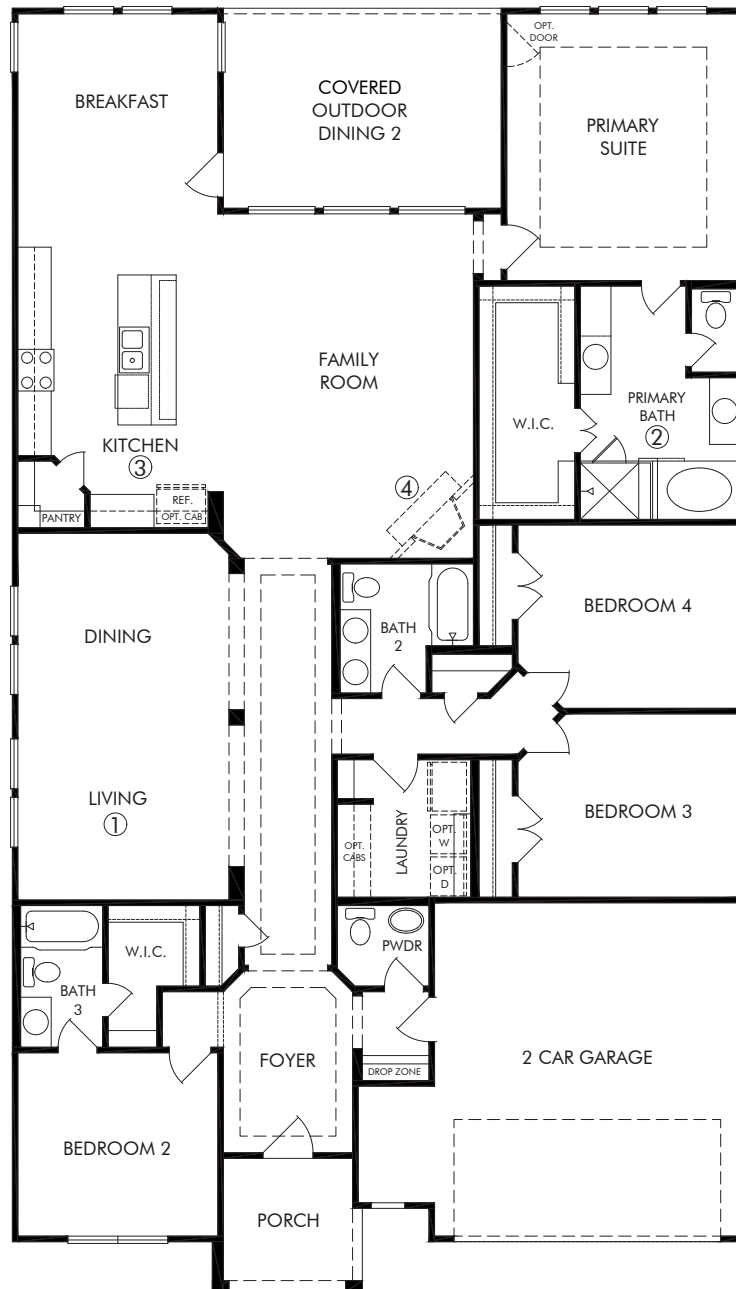 OPT.
DOOR
BREAKFAST
COVERED
OUTDOOR
DINING 2
PRIMARY
SUITE
FAMILY
ROOM
KITCHEN
③
W.I.C.
PRIMARY
BATH
②
④
REF.
OPT. CAB
PANTRY
DINING
BATH
2
BEDROOM 4
LIVING
①
OPT.
CABS
LAUNDRY
OPT.
W
OPT.
D
BEDROOM 3
W.I.C.
BATH
3
PWDR
FOYER
DROP ZONE
2 CAR GARAGE
BEDROOM 2
PORCH